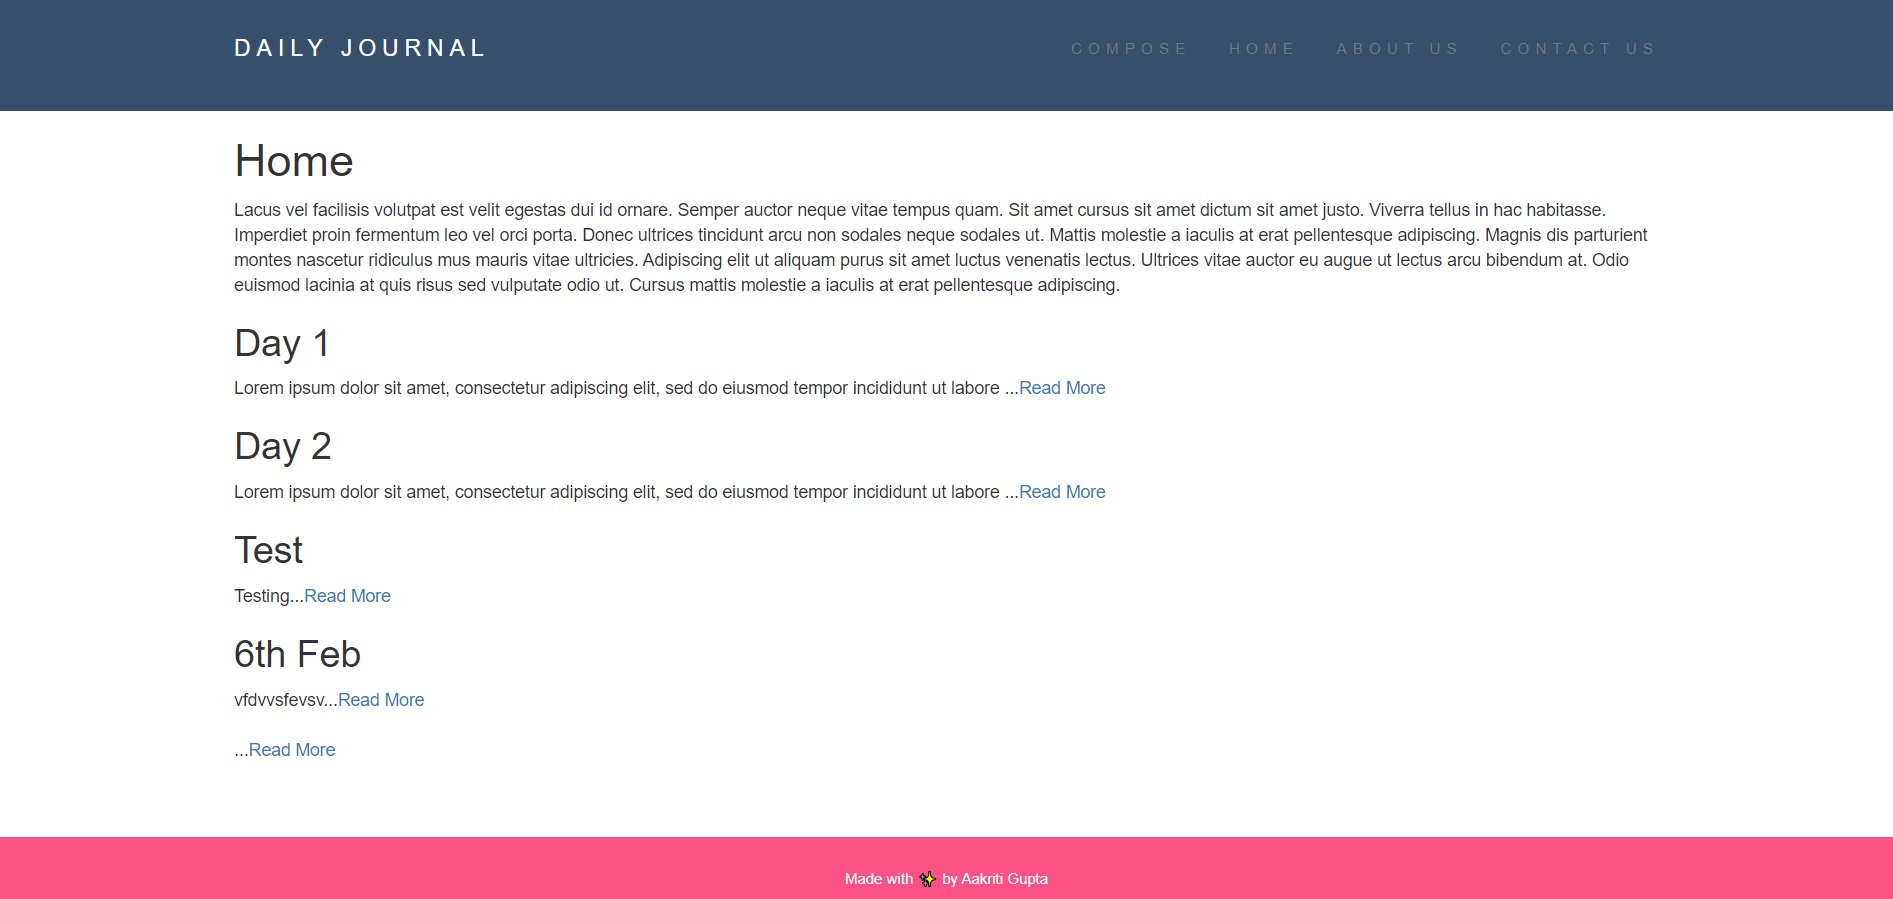 DAILY JOURNAL
COMPOSE HOME ABOUT US CONTACT US
Home
Lacus vel facilisis volutpat est velit egestas dui id ornare. Semper auctor neque vitae tempus quam. Sit amet cursus sit amet dictum sit amet justo. Viverra tellus in hac habitasse.
Imperdiet proin fermentum leo vel orci porta. Donec ultrices tincidunt arcu non sodales neque sodales ut. Mattis molestie a iaculis at erat pellentesque adipiscing. Magnis dis parturient
montes nascetur ridiculus mus mauris vitae ultricies. Adipiscing elit ut aliquam purus sit amet luctus venenatis lectus. Ultrices vitae auctor eu augue ut lectus arcu bibendum at. Odio
euismod lacinia at quis risus sed vulputate odio ut. Cursus mattis molestie a iaculis at erat pellentesque adipiscing.
Day 1
Lorem ipsum dolor sit amet, consectetur adipiscing elit, sed do eiusmod tempor incididunt ut labore ...Read More
Day 2
Lorem ipsum dolor sit amet, consectetur adipiscing elit, sed do eiusmod tempor incididunt ut labore ...Read More
Test
Testing...Read More
6th Feb
vfdvvsfevsv...Read More
...Read More
Made with ✨ by Aakriti Gupta